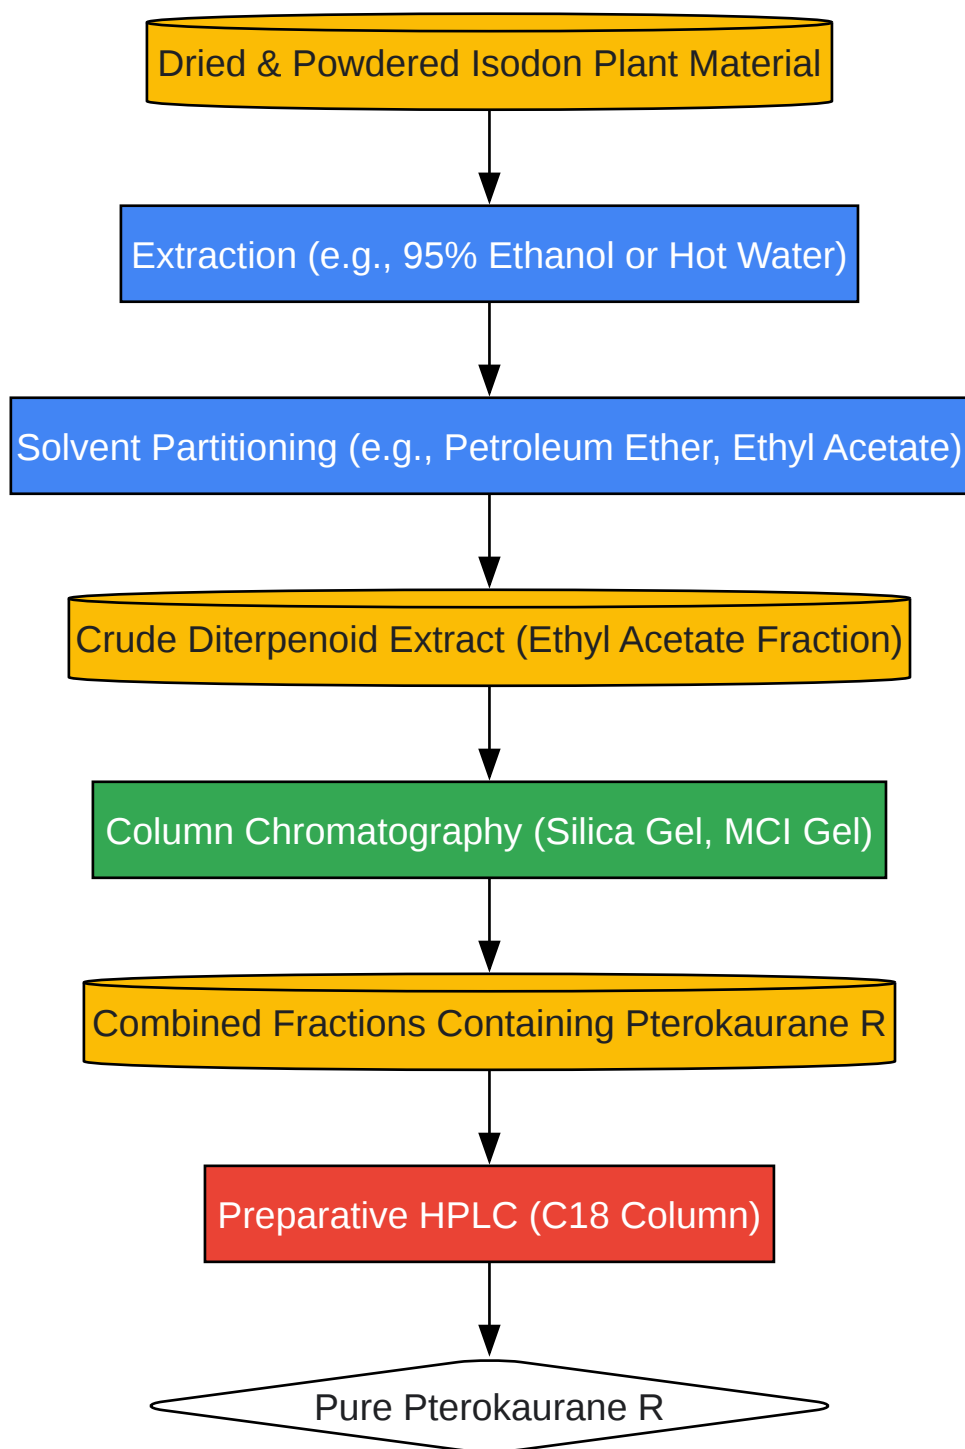 Dried & Powdered Isodon Plant Material
Extraction (e.g., 95% Ethanol or Hot Water)
Solvent Partitioning (e.g., Petroleum Ether, Ethyl Acetate)
Crude Diterpenoid Extract (Ethyl Acetate Fraction)
Column Chromatography (Silica Gel, MCI Gel)
Combined Fractions Containing Pterokaurane R
Preparative HPLC (C18 Column)
Pure Pterokaurane R